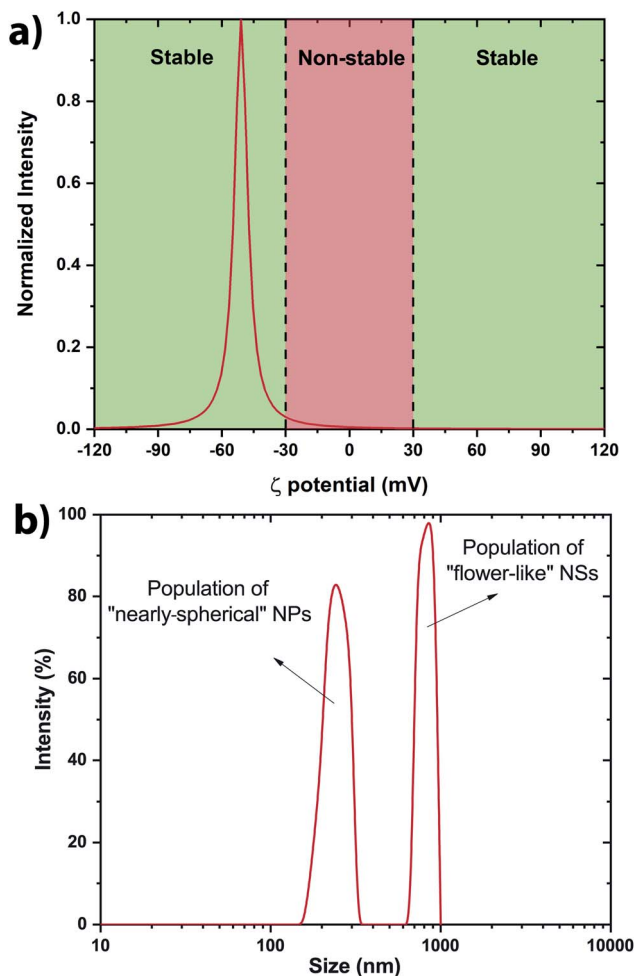 a)
1.0
Stable
Non-stable
Stable
0.8
0.6
0.4
0.2
0.0
Normalized Intensity
-120
-90
-60
-30
0
30
60
90
120
ζ potential (mV)
b)
100
80
60
40
20
0
Intensity (%)
Population of
"nearly-spherical" NPs
Population of
"flower-like" NSs
10
100
1000
10000
Size (nm)